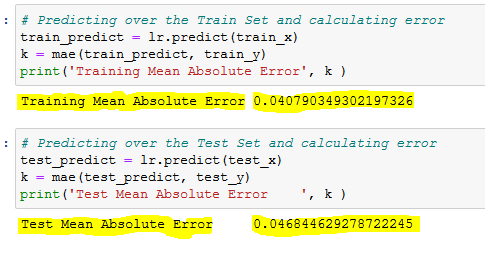 : # Predicting over the Train Set and calculating error
train_predict = lr.predict(train_x)
k = mae(train_predict, train_y)
print('Training Mean Absolute Error', k )
Training Mean Absolute Error 0.040790349302197326
: # Predicting over the Test Set and calculating error
test_predict = lr.predict(test_x)
k = mae(test_predict, test_y)
print('Test Mean Absolute Error    ', k )
Test Mean Absolute Error     0.046844629278722245